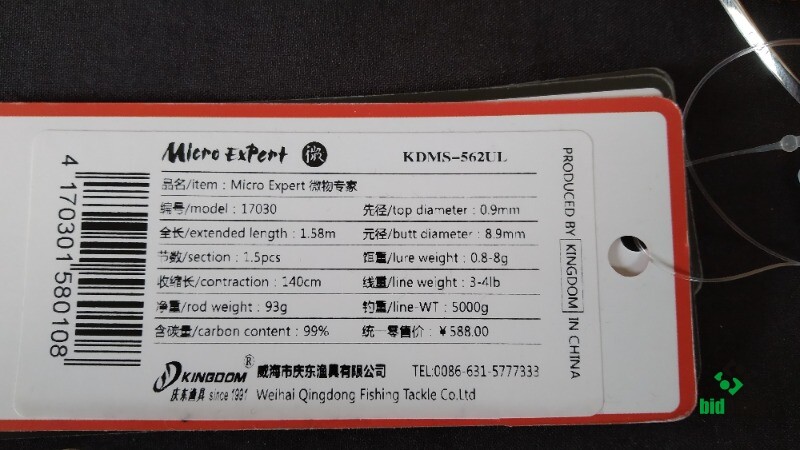 Micro Expert 微 KDMS-562UL
品名/item : Micro Expert 微物专家
编号/model : 17030 先径/top diameter : 0.9mm
全长/extended length : 1.58m 元径/butt diameter : 8.9mm
节数/section : 1.5pcs 饵重/lure weight : 0.8-8g
收缩长/contraction : 140cm 线重/line weight : 3-4lb
净重/rod weight : 93g 钓重/line-WT : 5000g
含碳量/carbon content : 99% 统一零售价 : ¥588.00
KINGDOM® 威海市庆东渔具有限公司 TEL:0086-631-5777333
庆东渔具 since 1991 Weihai Qingdong Fishing Tackle Co.Ltd
4 170301 580108
PRODUCED BY KINGDOM IN CHINA
bid